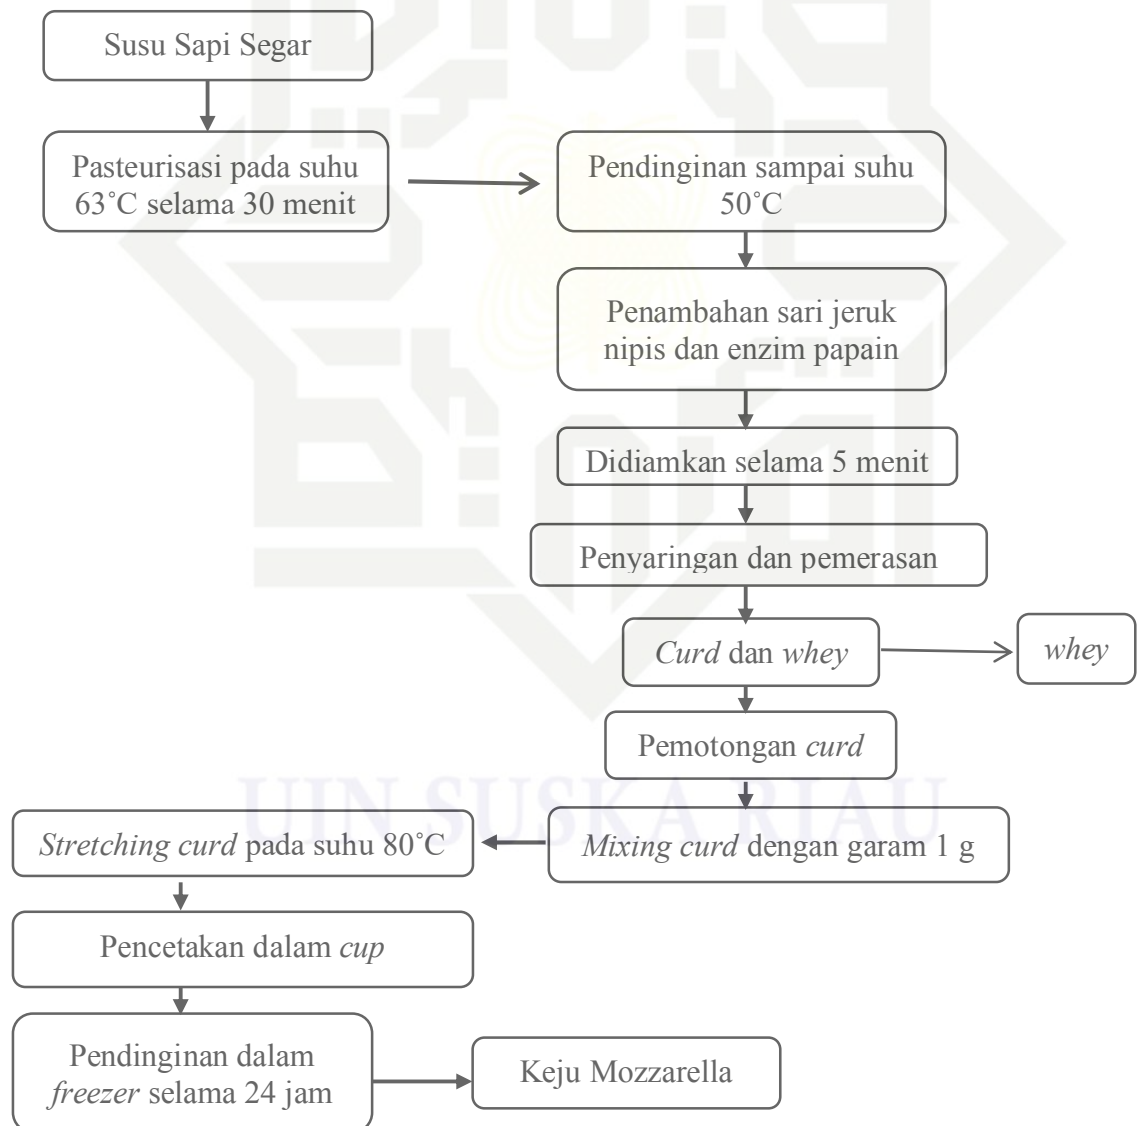 Susu Sapi Segar
Pasteurisasi pada suhu
63˚C selama 30 menit
Pendinginan sampai suhu
50˚C
Penambahan sari jeruk
nipis dan enzim papain
Didiamkan selama 5 menit
Penyaringan dan pemerasan
Curd dan whey
whey
Pemotongan curd
Mixing curd dengan garam 1 g
Stretching curd pada suhu 80˚C
Pencetakan dalam cup
Pendinginan dalam
freezer selama 24 jam
Keju Mozzarella
UIN SUSKA RIAU